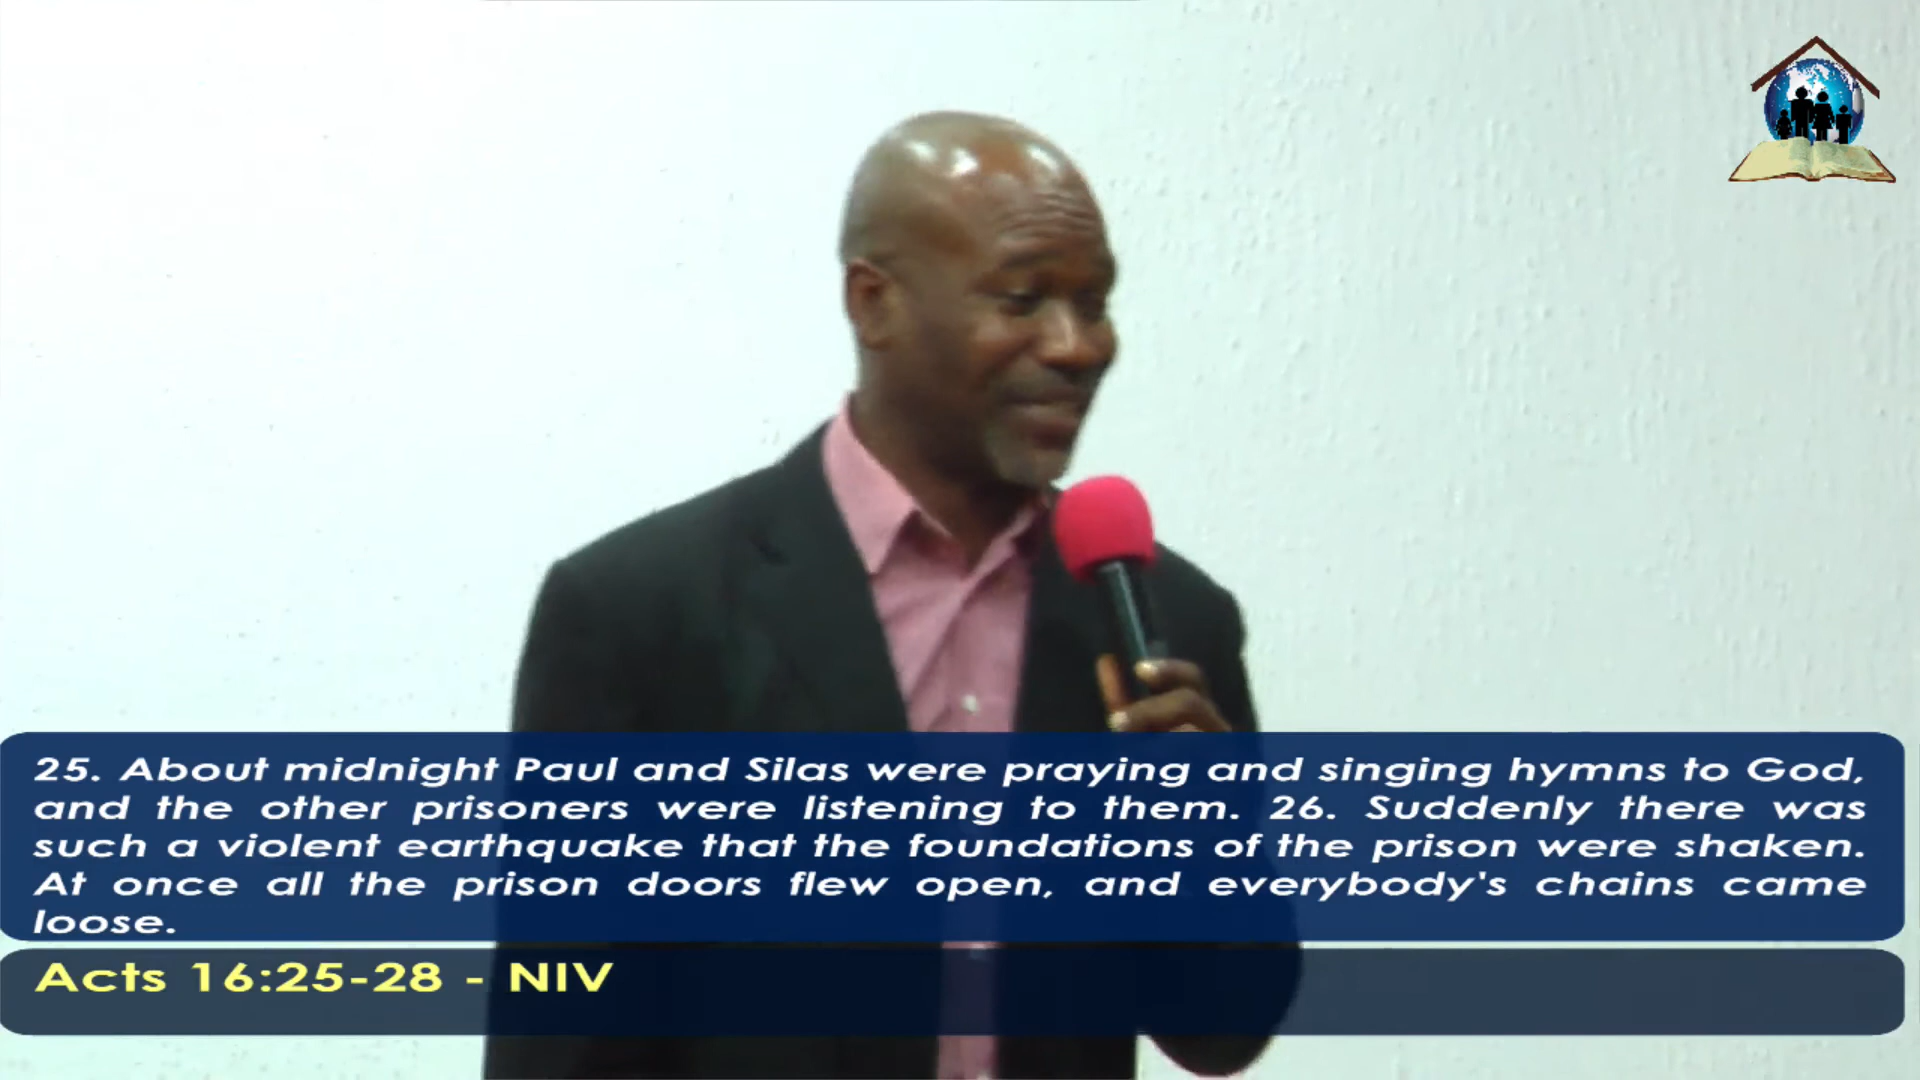 25. About midnight Paul and Silas were praying and singing hymns to God,
and the other prisoners were listening to them. 26. Suddenly there was
such a violent earthquake that the foundations of the prison were shaken.
At once all the prison doors flew open, and everybody's chains came
loose.
Acts 16:25-28 - NIV